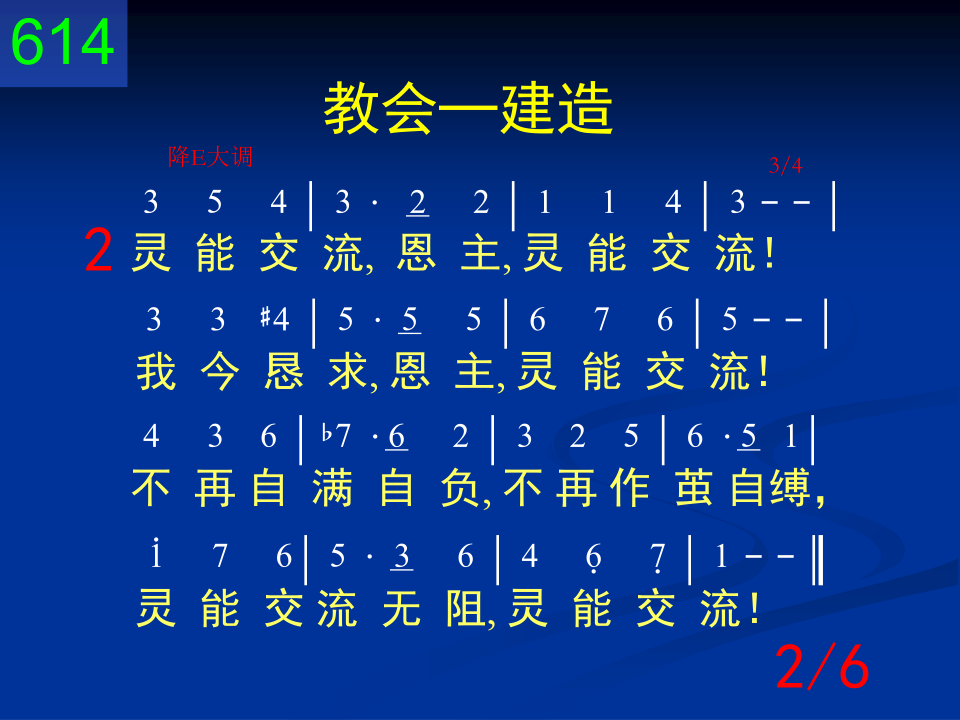 614
教会—建造
降E大调 3/4
3 5 4 | 3 · 2 2 | 1 1 4 | 3 - - |
2 灵 能 交 流, 恩 主, 灵 能 交 流!
3 3 #4 | 5 · 5 5 | 6 7 6 | 5 - - |
我 今 恳 求, 恩 主, 灵 能 交 流!
4 3 6 | ♭7 · 6 2 | 3 2 5 | 6 · 5 1 |
不 再 自 满 自 负, 不 再 作 茧 自 缚,
i 7 6 | 5 · 3 6 | 4 6̣ 7̣ | 1 - - ‖
灵 能 交 流 无 阻, 灵 能 交 流!
2/6